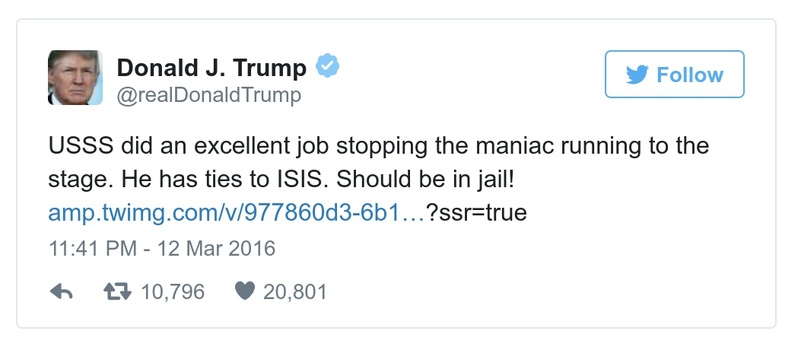 Donald J. Trump
@realDonaldTrump
Follow
USSS did an excellent job stopping the maniac running to the
stage. He has ties to ISIS. Should be in jail!
amp.twimg.com/v/977860d3-6b1…?ssr=true
11:41 PM - 12 Mar 2016
10,796 20,801